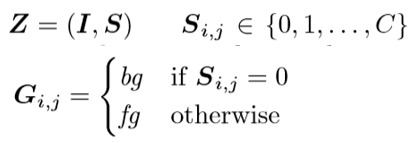 Z = (I, S)    S_{i,j} ∈ {0, 1, . . . , C}
G_{i,j} = { bg if S_{i,j} = 0
fg otherwise